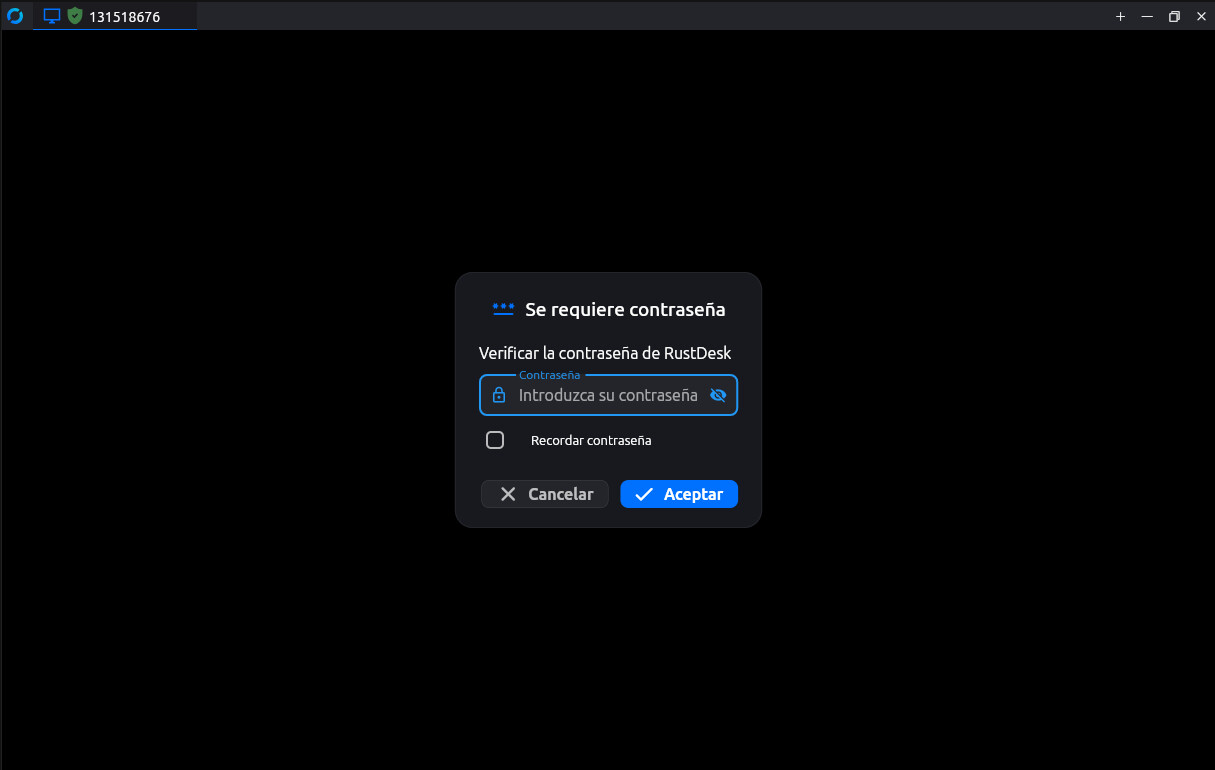 131518676
Se requiere contraseña
Verificar la contraseña de RustDesk
Contraseña
Introduzca su contraseña
Recordar contraseña
Cancelar
Aceptar